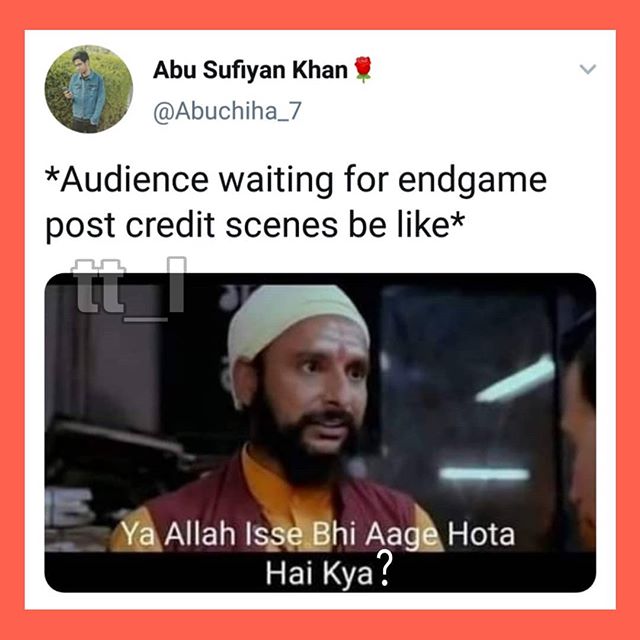 Abu Sufiyan Khan🌹
@Abuchiha_7
*Audience waiting for endgame
post credit scenes be like*
tt_l
Ya Allah Isse Bhi Aage Hota
Hai Kya?